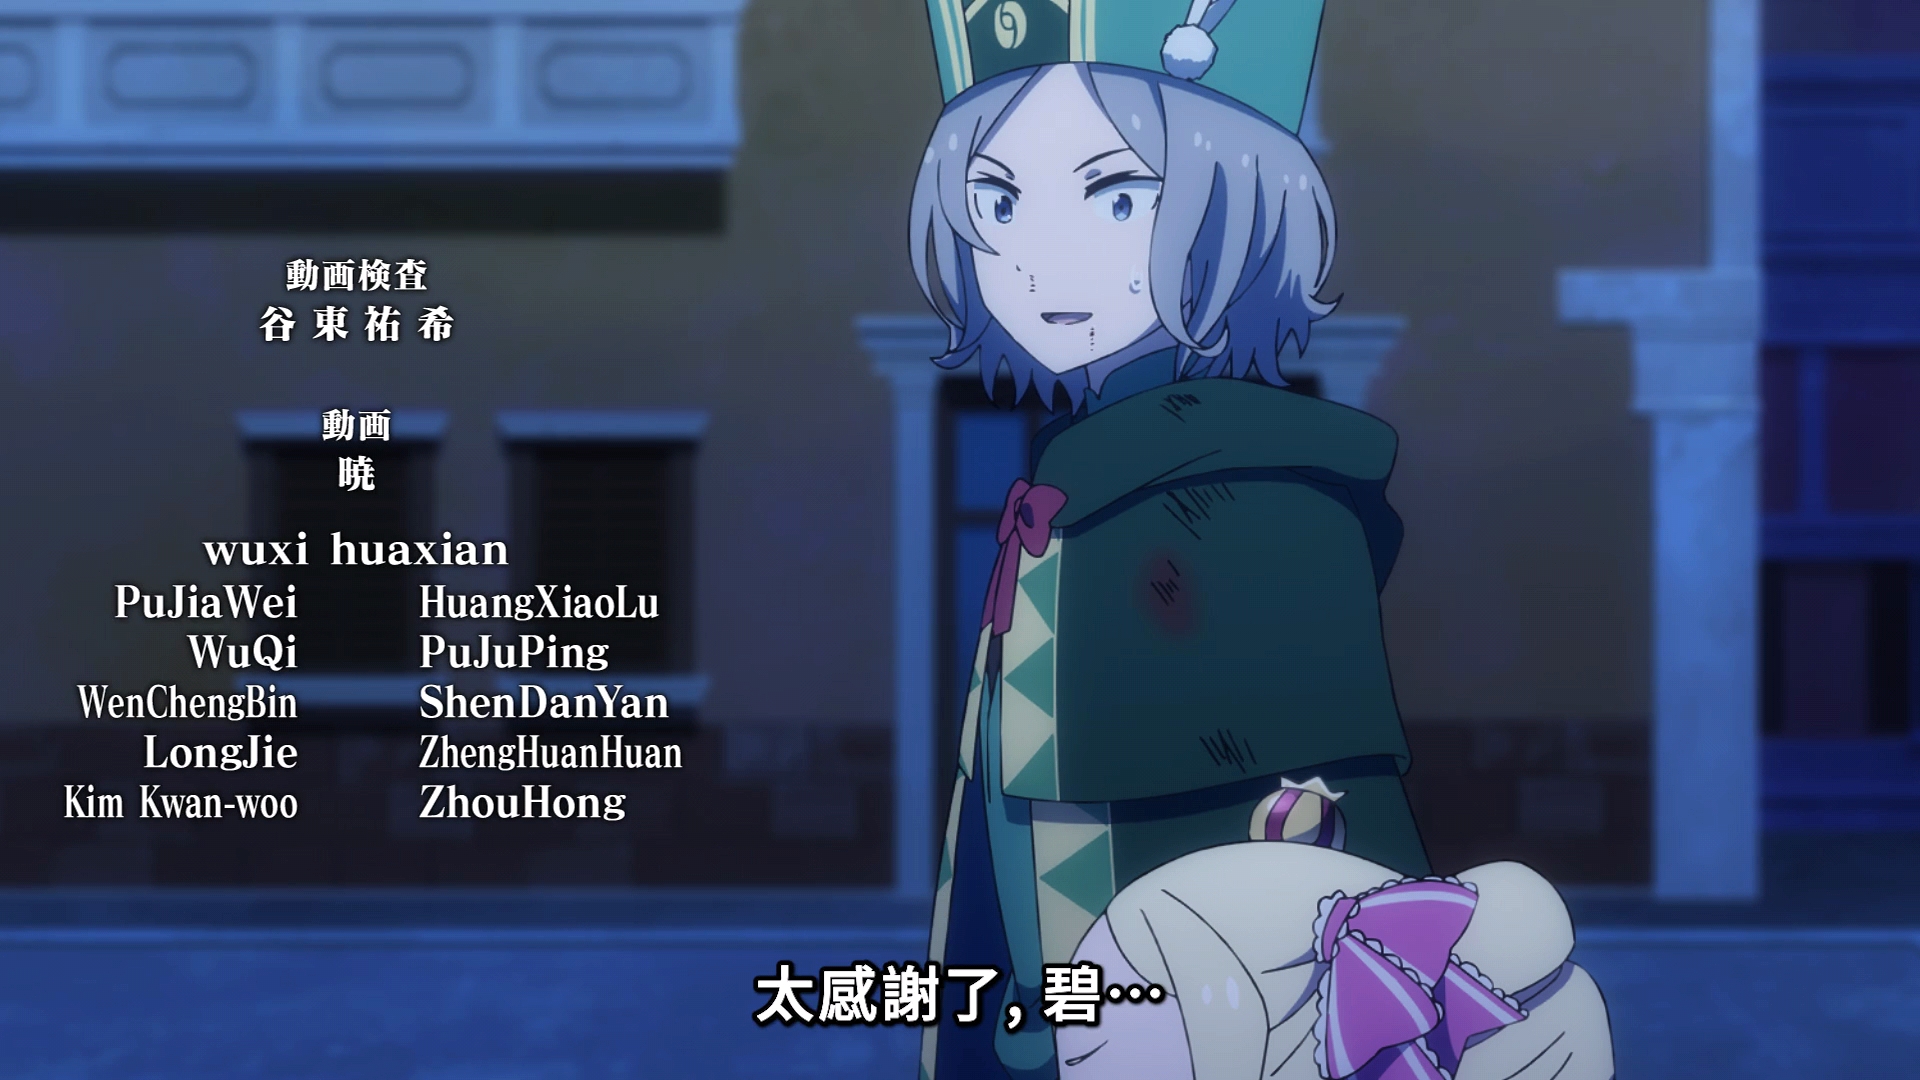 動画検査
谷東祐希
動画
暁
wuxi huaxian
PuJiaWei HuangXiaoLu
WuQi PuJuPing
WenChengBin ShenDanYan
LongJie ZhengHuanHuan
Kim Kwan-woo ZhouHong
太感謝了，碧…